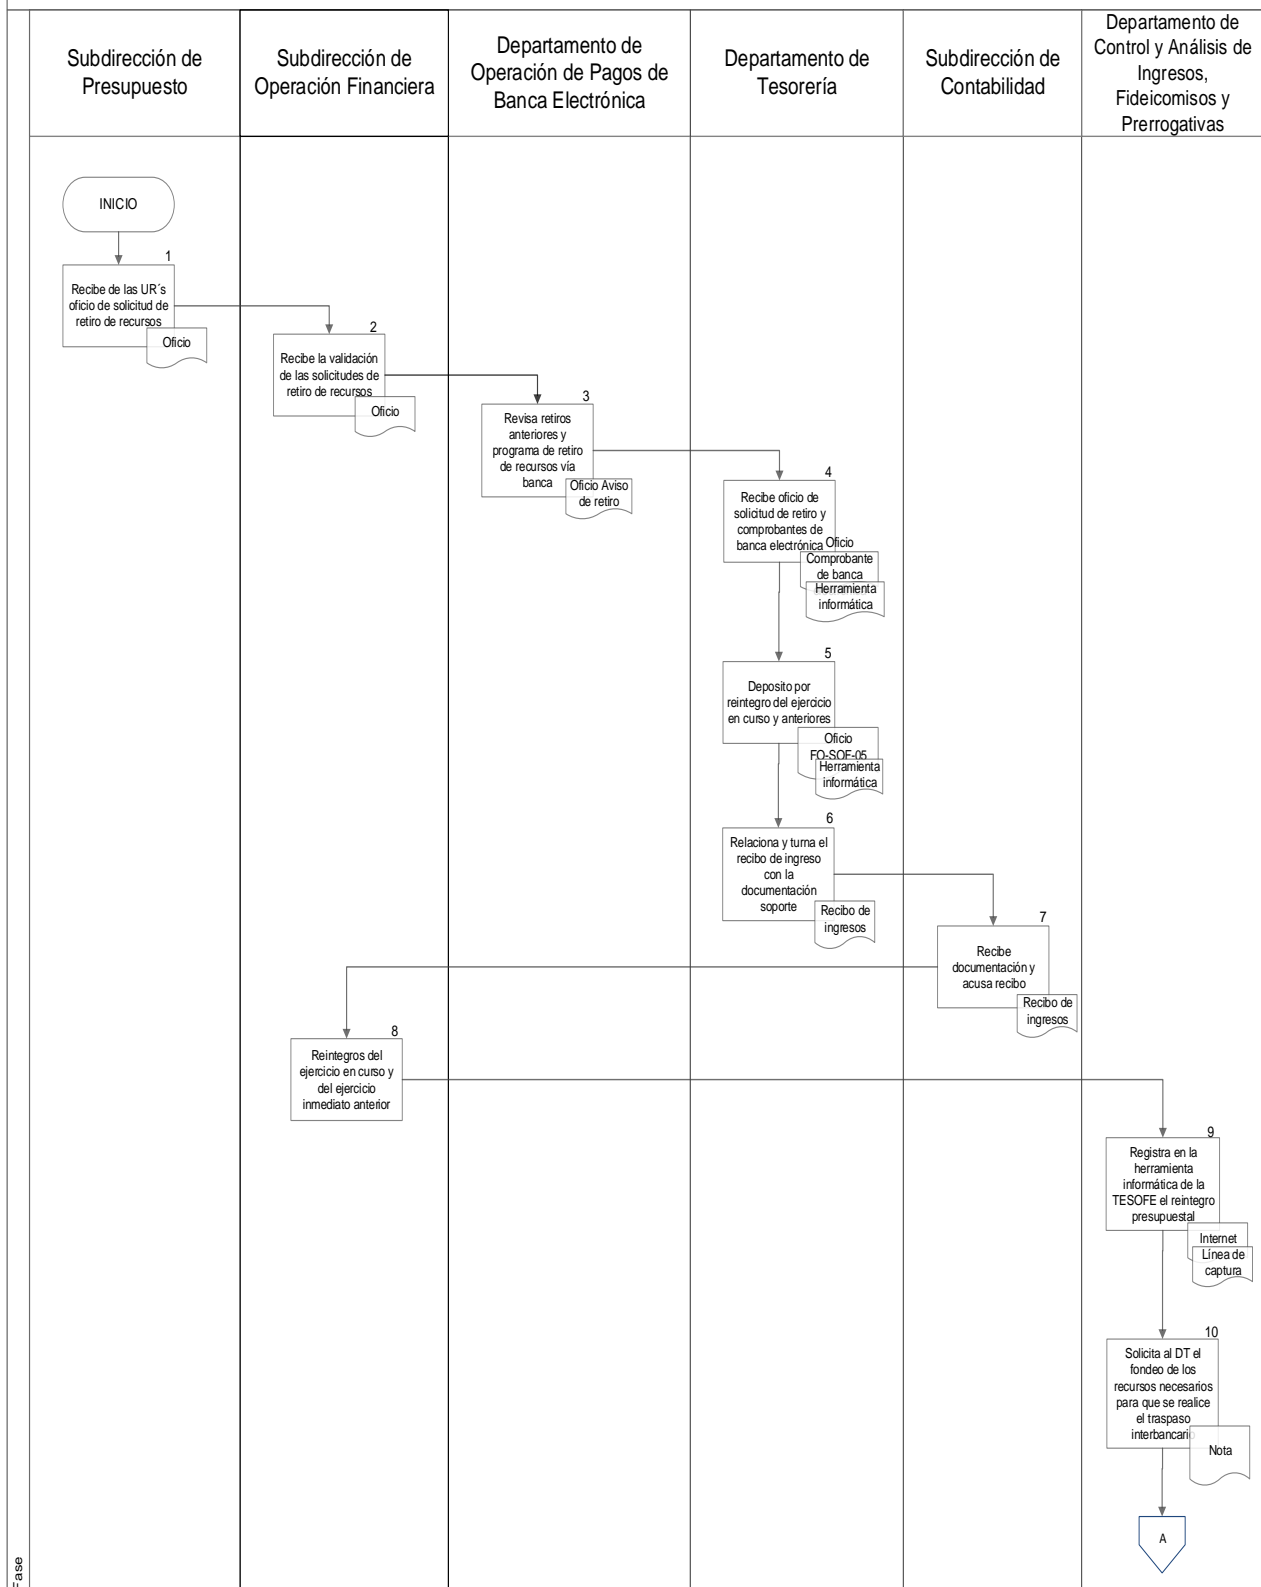 Subdirección de
Presupuesto
Subdirección de
Operación Financiera
Departamento de
Operación de Pagos de
Banca Electrónica
Departamento de
Tesorería
Subdirección de
Contabilidad
Departamento de
Control y Análisis de
Ingresos,
Fideicomisos y
Prerrogativas
INICIO
1
Recibe de las UR´s
oficio de solicitud de
retiro de recursos
Oficio
2
Recibe la validación
de las solicitudes de
retiro de recursos
Oficio
3
Revisa retiros
anteriores y
programa de retiro
de recursos vía
banca
Oficio Aviso
de retiro
4
Recibe oficio de
solicitud de retiro y
comprobantes de
banca electrónica
Oficio
Comprobante
de banca
Herramienta
informática
5
Deposito por
reintegro del ejercicio
en curso y anteriores
Oficio
FO-SOF-05
Herramienta
informática
6
Relaciona y turna el
recibo de ingreso
con la
documentación
soporte
Recibo de
ingresos
7
Recibe
documentación y
acusa recibo
Recibo de
ingresos
8
Reintegros del
ejercicio en curso y
del ejercicio
inmediato anterior
9
Registra en la
herramienta
informática de la
TESOFE el reintegro
presupuestal
Internet
Línea de
captura
10
Solicita al DT el
fondeo de los
recursos necesarios
para que se realice
el traspaso
interbancario
Nota
A
Fase